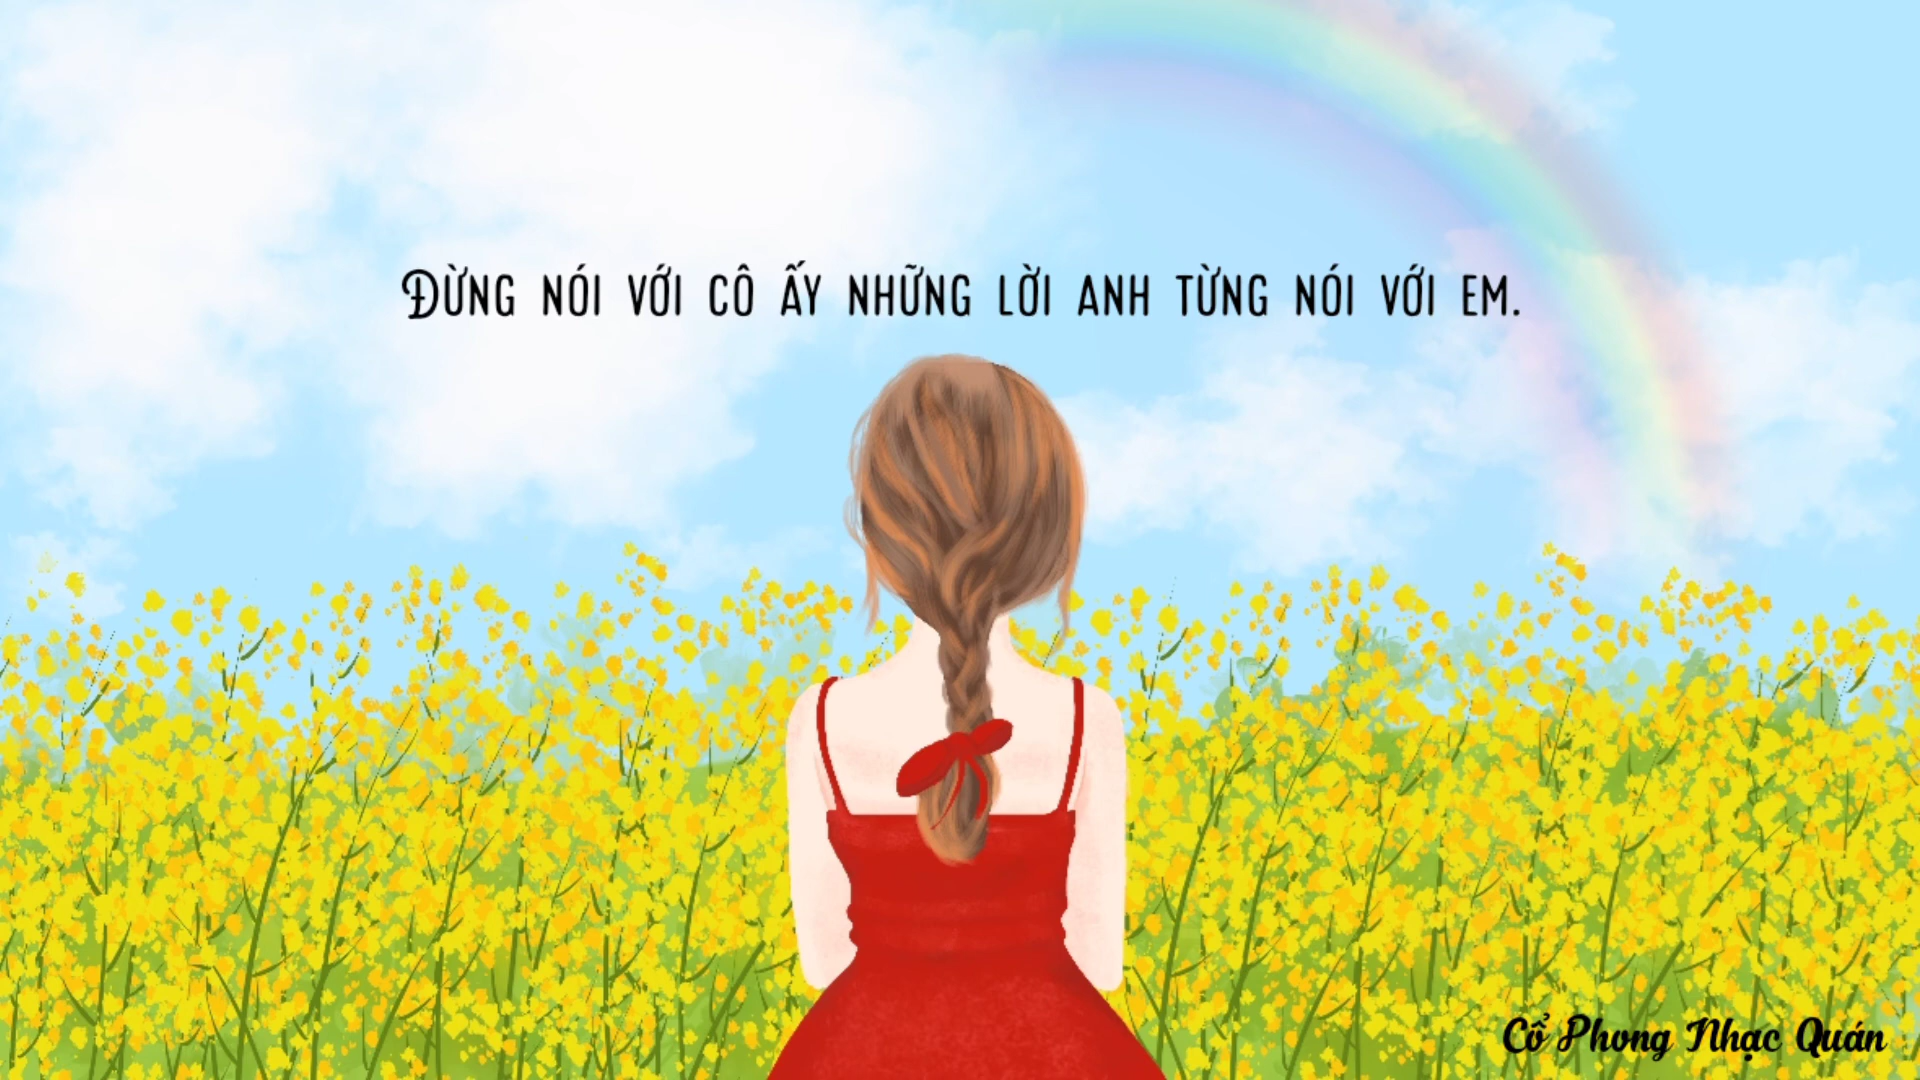 Đừng nói với cô ấy những lời anh từng nói với em.
Cổ Phong Nhạc Quán